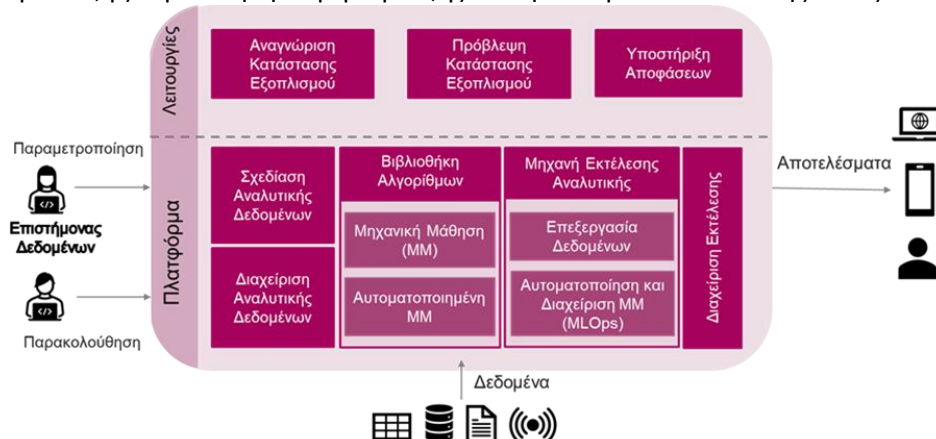 Λειτουργίες
Αναγνώριση
Κατάστασης
Εξοπλισμού
Πρόβλεψη
Κατάστασης
Εξοπλισμού
Υποστήριξη
Αποφάσεων
Παραμετροποίηση
Επιστήμονας
Δεδομένων
Παρακολούθηση
Πλατφόρμα
Σχεδίαση
Αναλυτικής
Δεδομένων
Διαχείριση
Αναλυτικής
Δεδομένων
Βιβλιοθήκη
Αλγορίθμων
Μηχανική Μάθηση
(ΜΜ)
Αυτοματοποιημένη
ΜΜ
Μηχανή Εκτέλεσης
Αναλυτικής
Επεξεργασία
Δεδομένων
Αυτοματοποίηση και
Διαχείριση ΜΜ
(MLOps)
Διαχείριση Εκτέλεσης
Αποτελέσματα
Δεδομένα